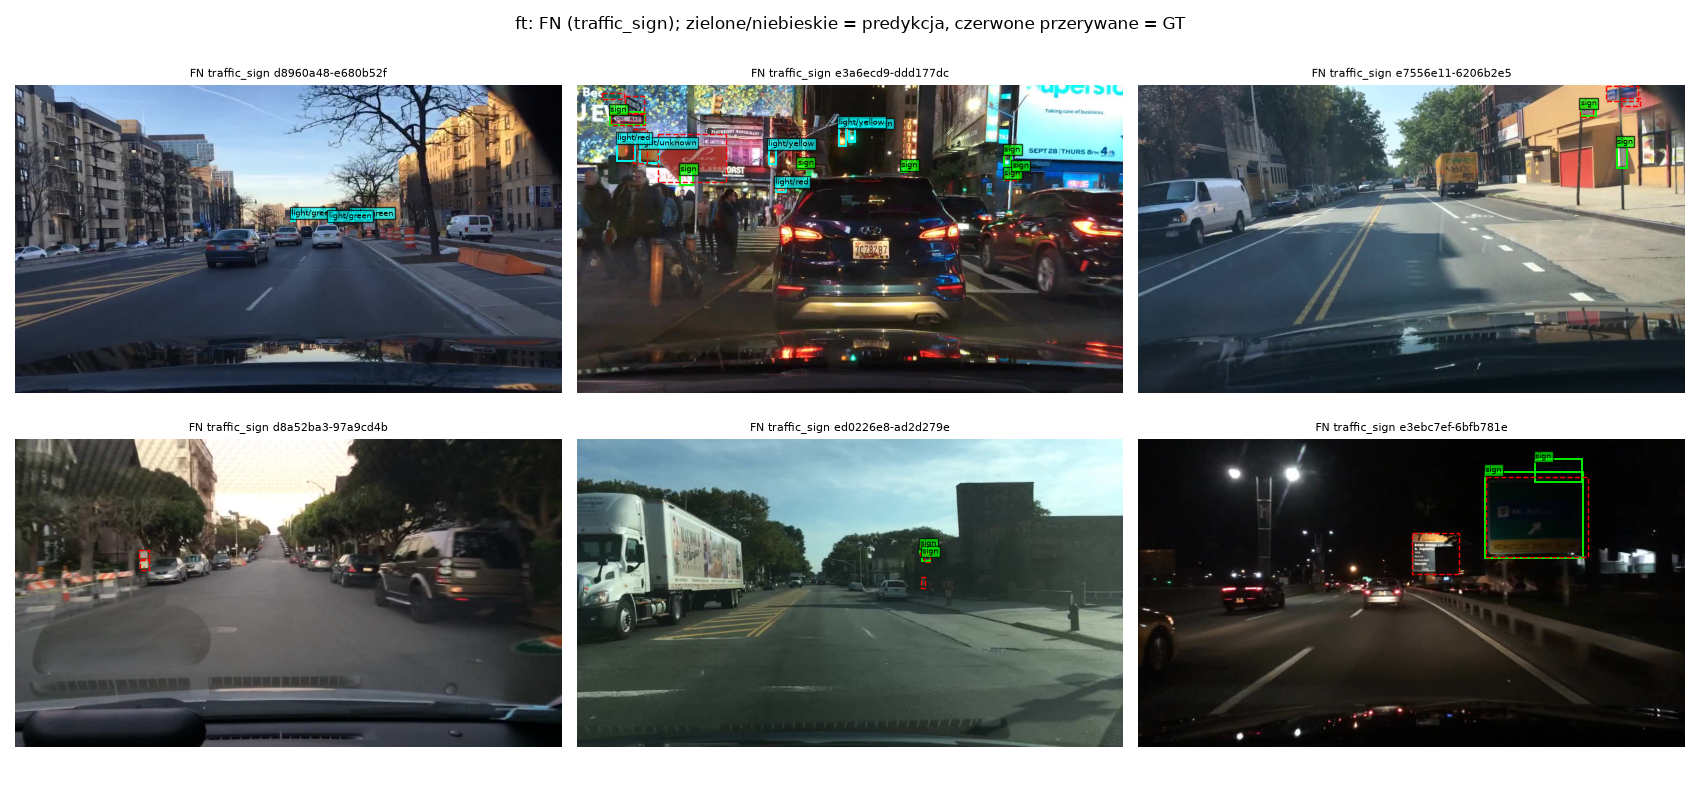 ft: FN (traffic_sign); zielone/niebieskie = predykcja, czerwone przerywane = GT
FN traffic_sign d8960a48-e680b52f
FN traffic_sign e3a6ecd9-ddd177dc
FN traffic_sign e7556e11-6206b2e5
light/green
sign
light/red
light/yellow
light/yellow
sign
sign
sign
sign
sign
sign
light/red
Taking care of business.
SEPT 28 | THURS 8/7c
sign
sign
FN traffic_sign d8a52ba3-97a9cd4b
FN traffic_sign ed0226e8-ad2d279e
FN traffic_sign e3ebc7ef-6bfb781e
sign
sign
sign
sign